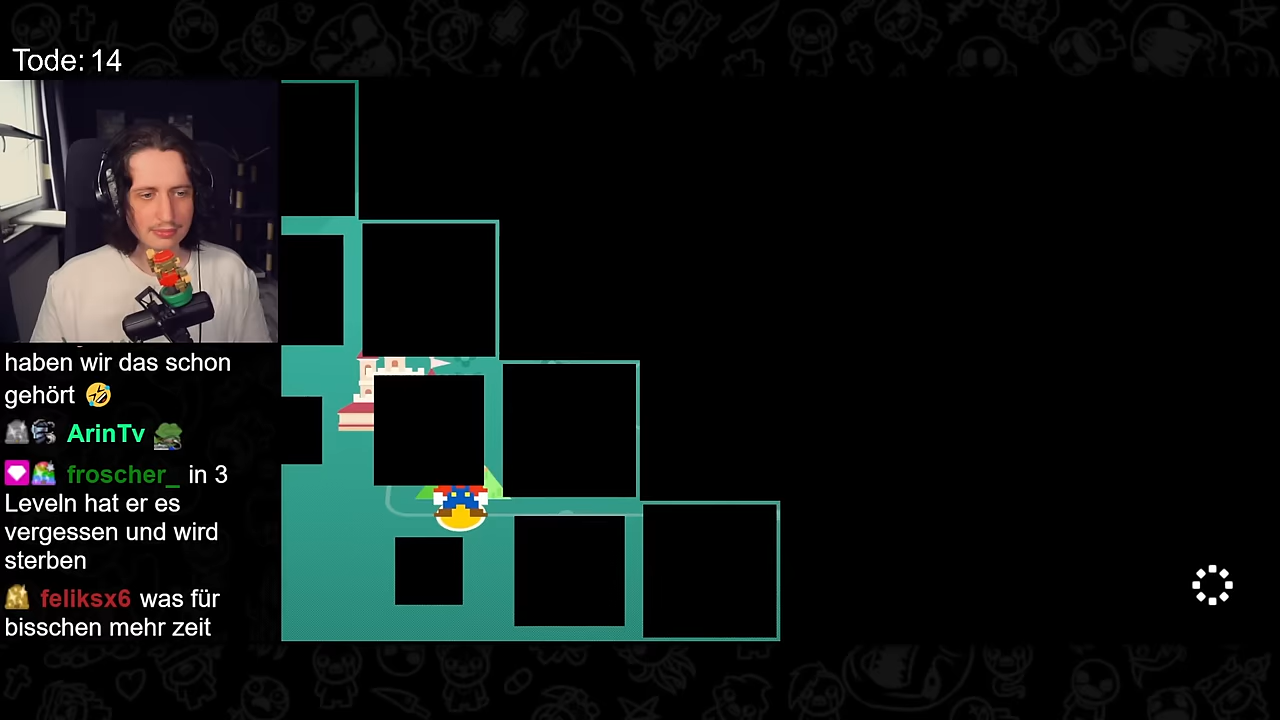 Tode: 14
haben wir das schon
gehört 🤣
ArinTv
froscher_ in 3
Leveln hat er es
vergessen und wird
sterben
feliksx6 was für
bisschen mehr zeit